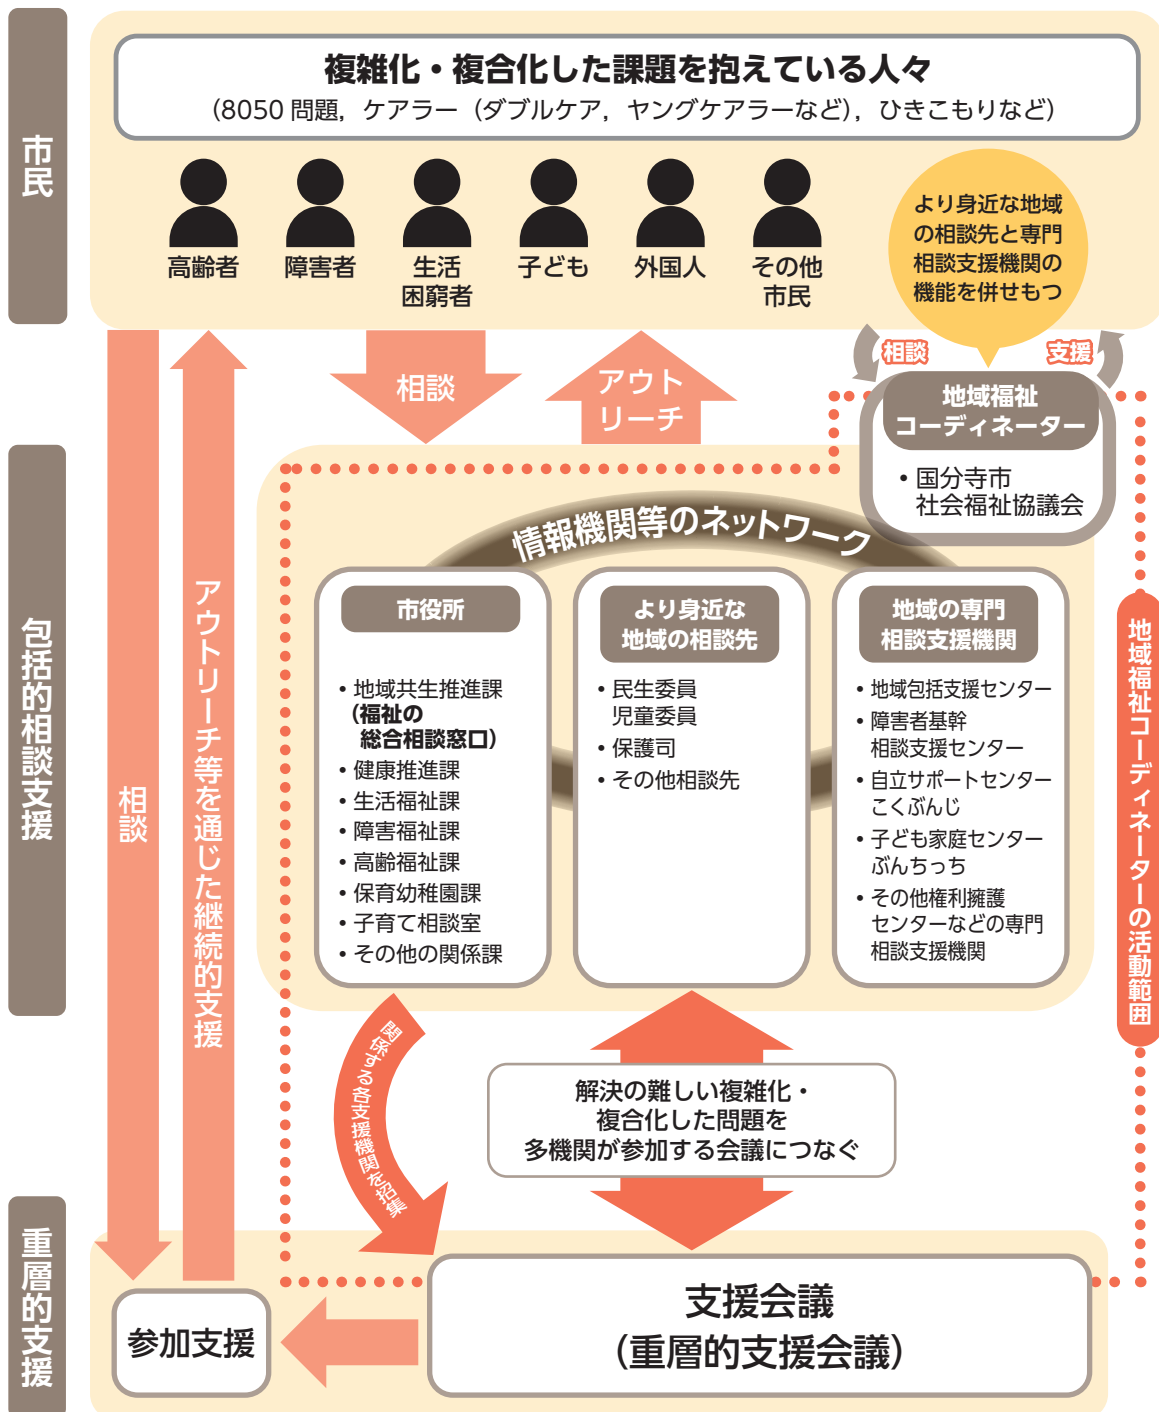 市民
複雑化・複合化した課題を抱えている人々
(8050 問題，ケアラー（ダブルケア，ヤングケアラーなど），ひきこもりなど）
高齢者
障害者
生活
困窮者
子ども
外国人
その他
市民
より身近な地域
の相談先と専門
相談支援機関の
機能を併せもつ
相談
支援
相談
アウト
リーチ
地域福祉
コーディネーター
・国分寺市
社会福祉協議会
包括的相談支援
相談
アウトリーチ等を通じた継続的支援
情報機関等のネットワーク
市役所
・地域共生推進課
（福祉の
総合相談窓口）
・健康推進課
・生活福祉課
・障害福祉課
・高齢福祉課
・保育幼稚園課
・子育て相談室
・その他の関係課
より身近な
地域の相談先
・民生委員
児童委員
・保護司
・その他相談先
地域の専門
相談支援機関
・地域包括支援センター
・障害者基幹
相談支援センター
・自立サポートセンター
こくぶんじ
・子ども家庭センター
ぶんちっち
・その他権利擁護
センターなどの専門
相談支援機関
地域福祉コーディネーターの活動範囲
関係する各支援機関を招集
解決の難しい複雑化・
複合化した問題を
多機関が参加する会議につなぐ
重層的支援
参加支援
支援会議
（重層的支援会議）